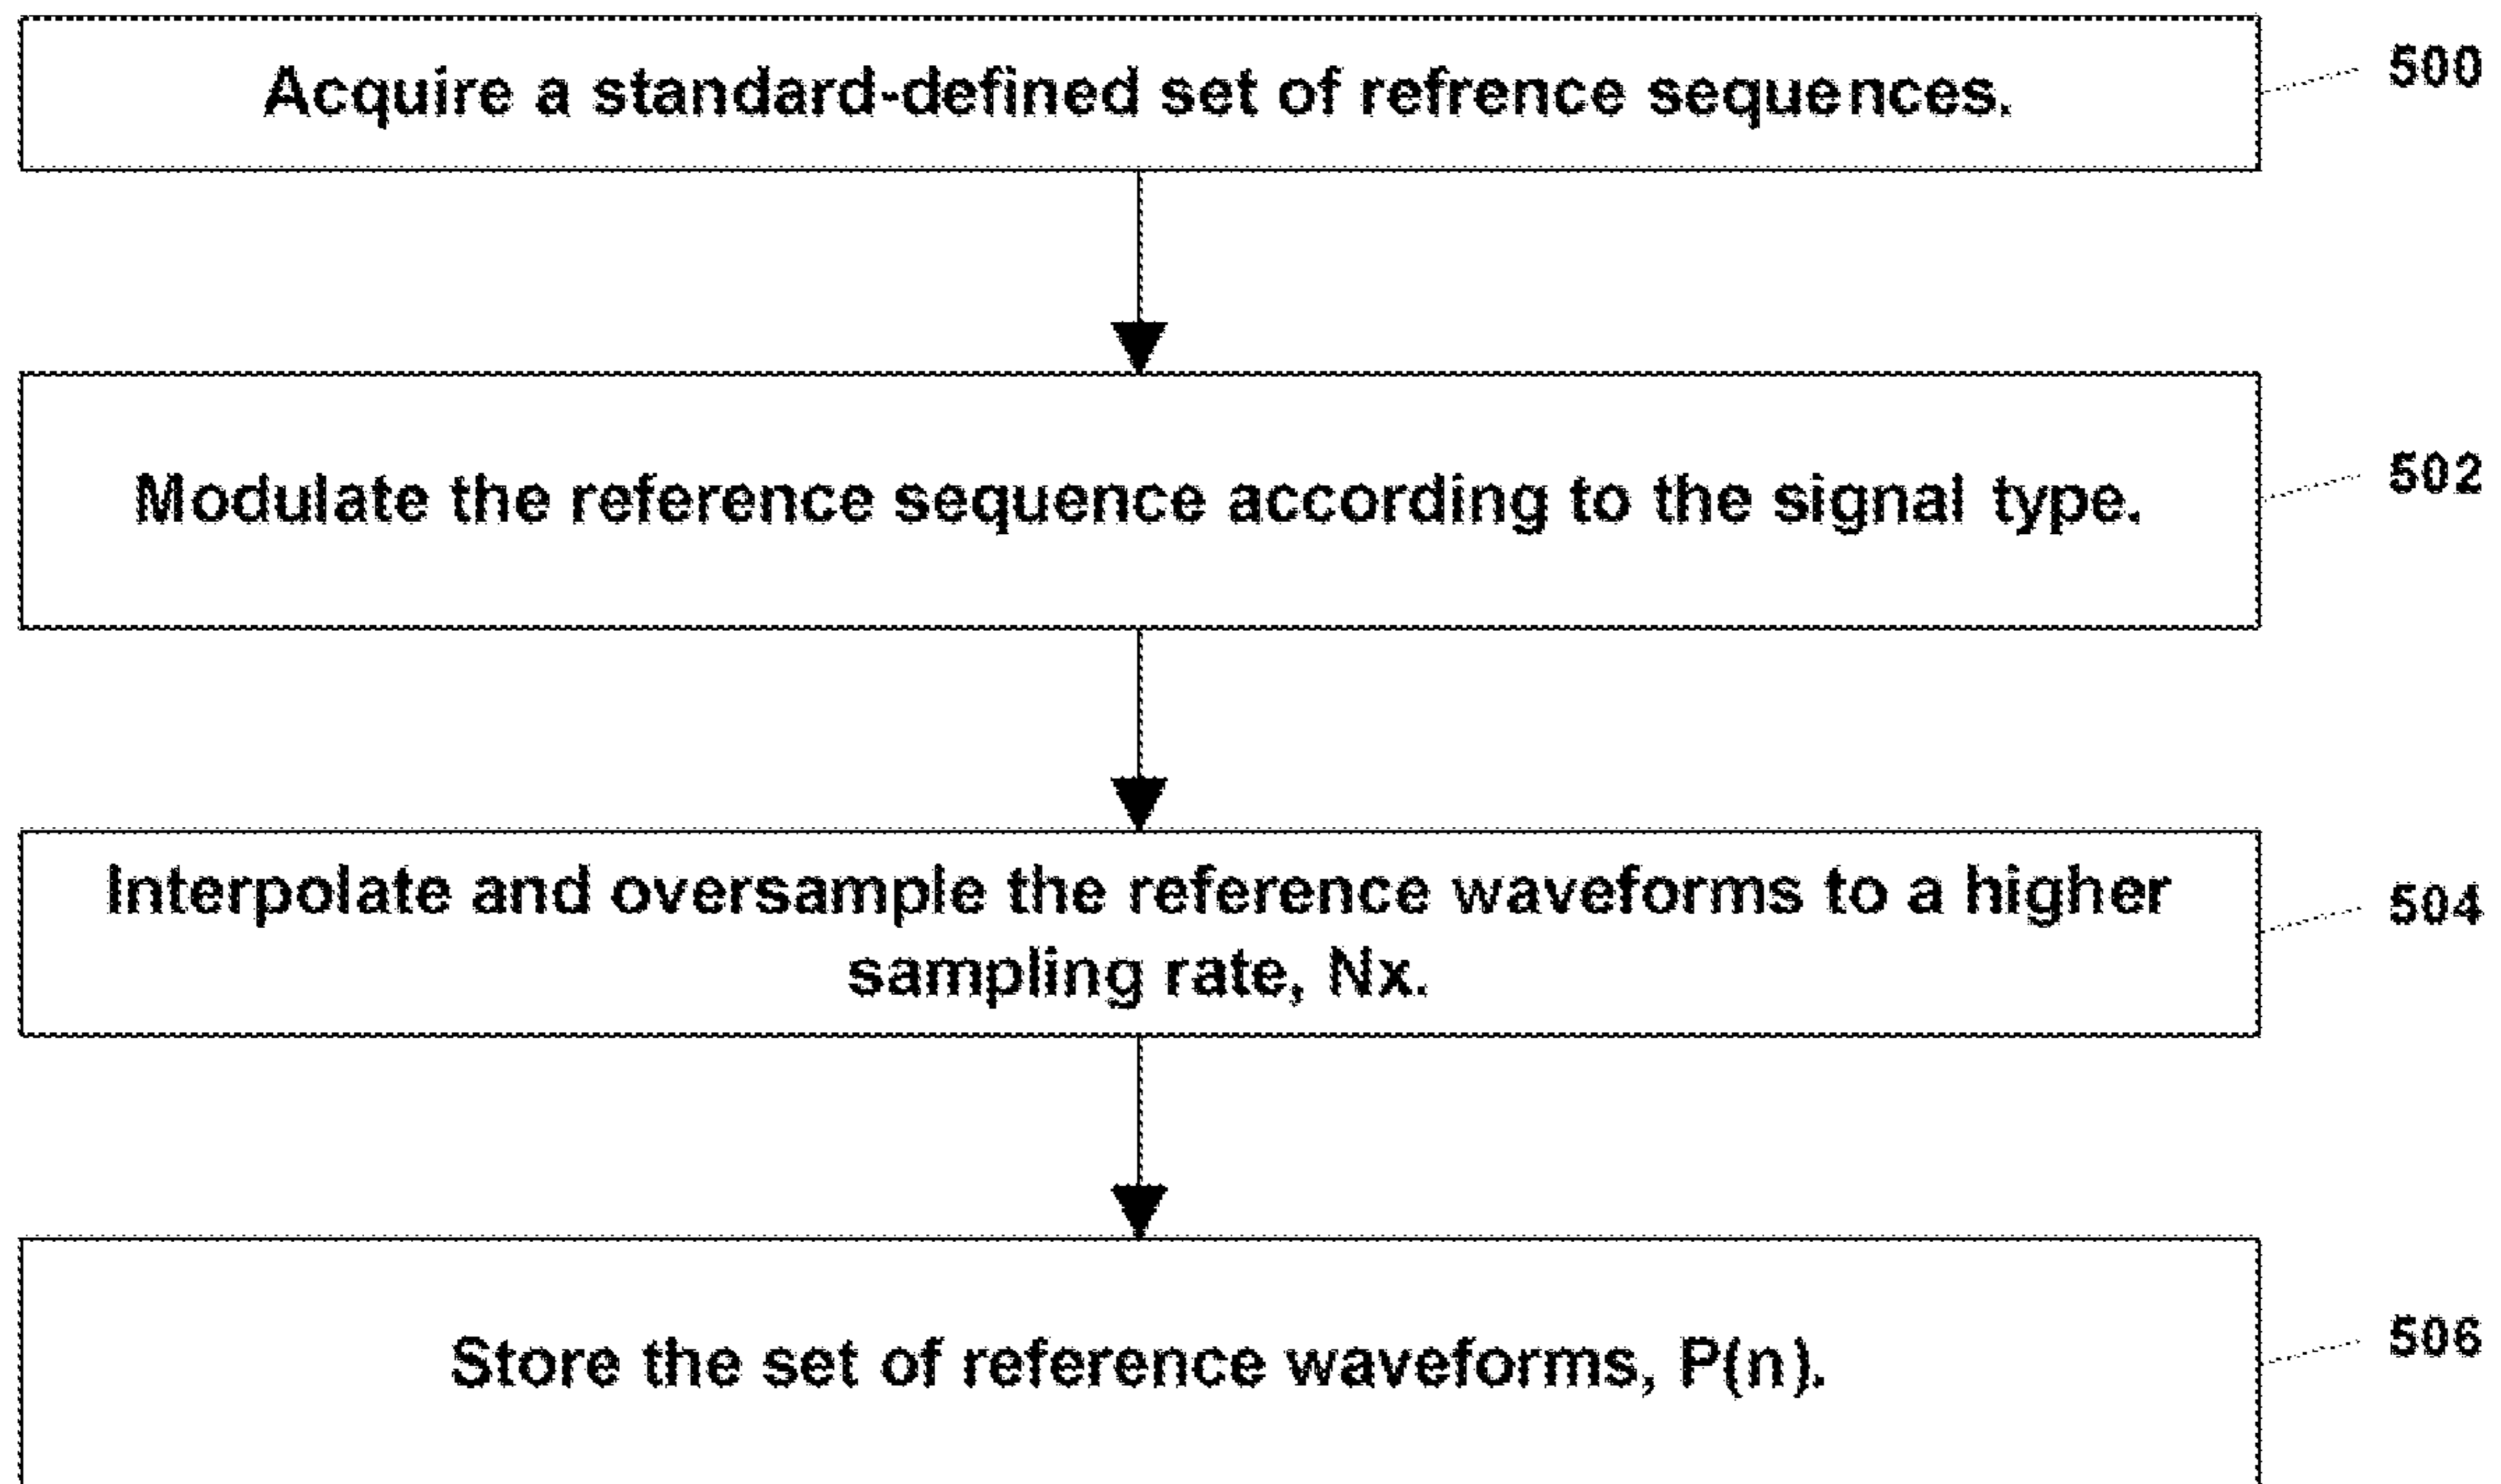 Acquire a standard-defined set of refrence sequences.
500
Modulate the reference sequence according to the signal type.
502
Interpolate and oversample the reference waveforms to a higher
sampling rate, Nx.
504
Store the set of reference waveforms, P(n).
506